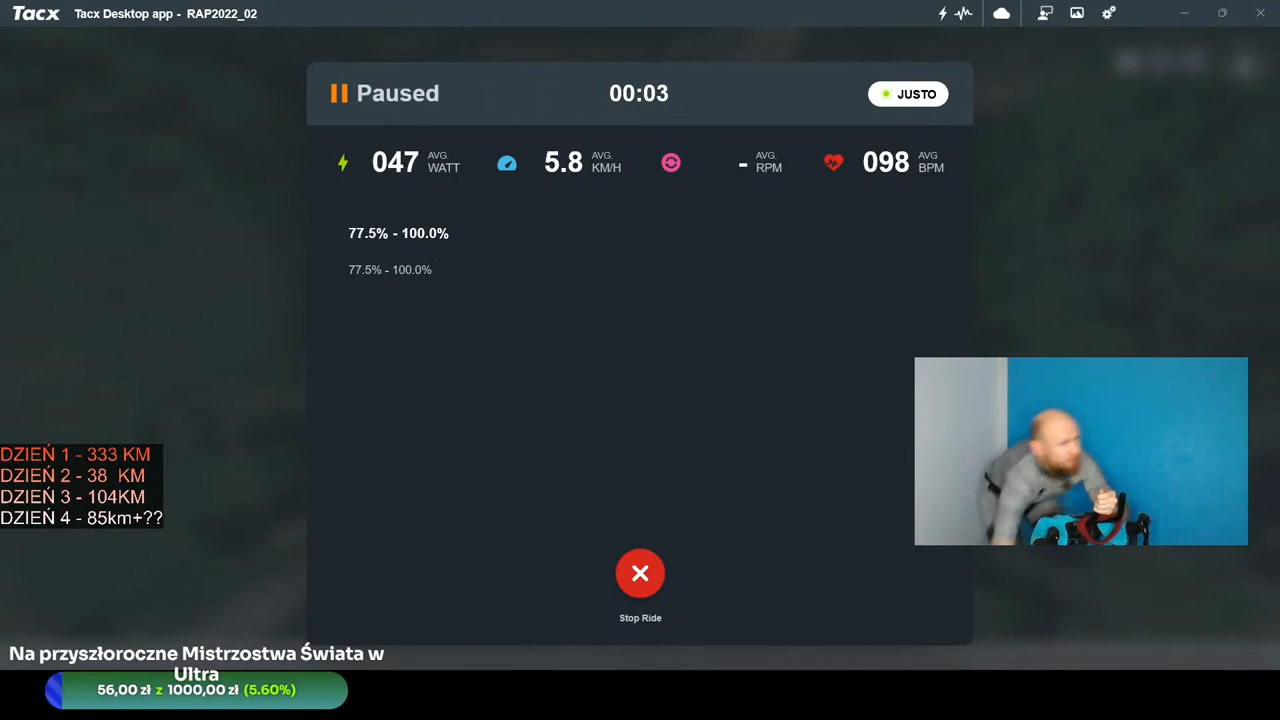 Tacx Tacx Desktop app - RAP2022_02
Paused 00:03 JUSTO
047 AVG. WATT 5.8 AVG. KM/H - AVG. RPM 098 AVG. BPM
77.5% - 100.0%
77.5% - 100.0%
DZIEŃ 1 - 333 KM
DZIEŃ 2 - 38 KM
DZIEŃ 3 - 104KM
DZIEŃ 4 - 85km+??
Stop Ride
Na przyszłoroczne Mistrzostwa Świata w
Ultra
56,00 zł z 1000,00 zł (5.60%)